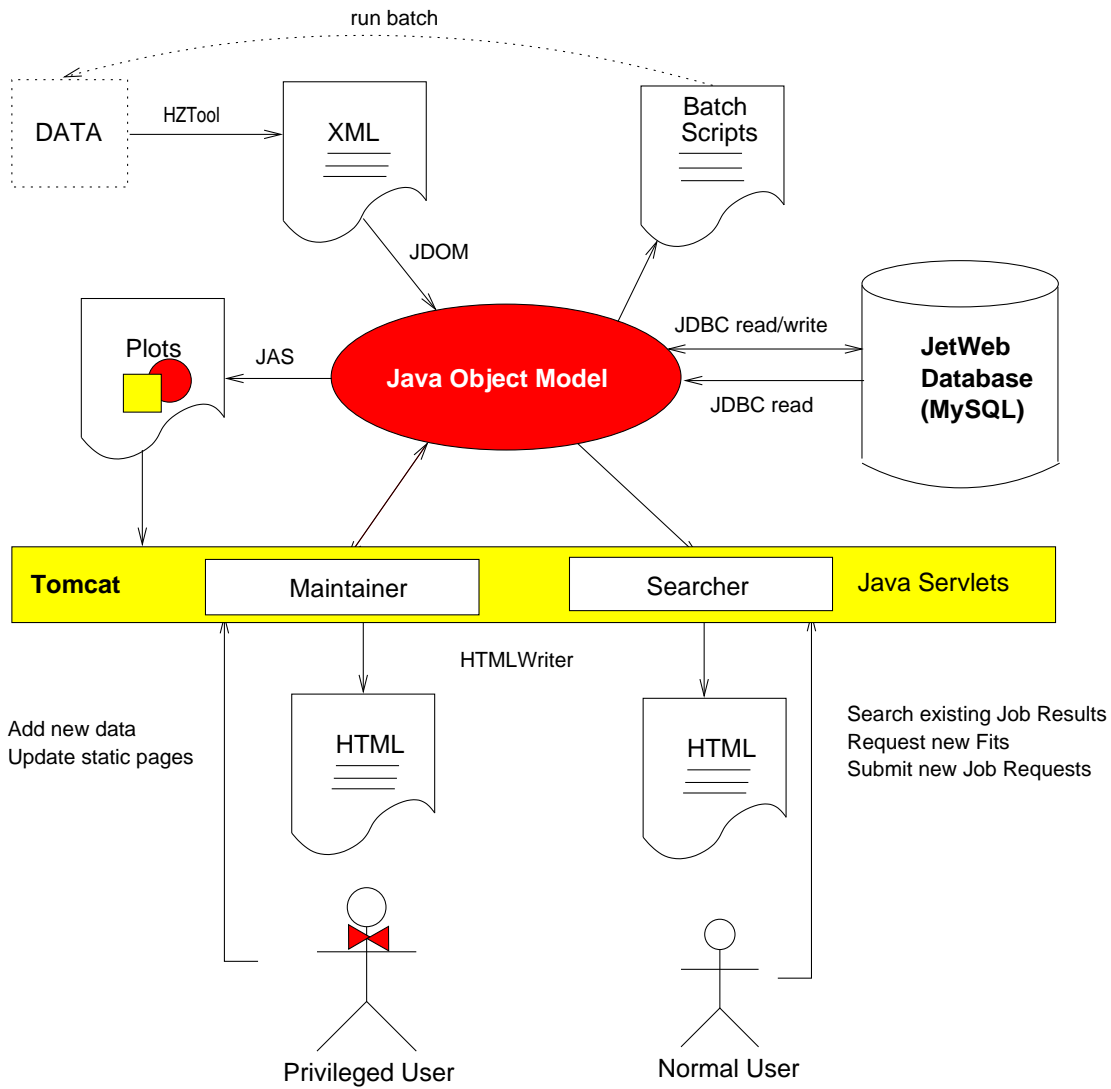 run batch
DATA
HZTool
XML
Batch
Scripts
JDOM
Plots
JAS
Java Object Model
JDBC read/write
JDBC read
JetWeb
Database
(MySQL)
Tomcat
Maintainer
Searcher
Java Servlets
HTMLWriter
Add new data
Update static pages
HTML
HTML
Search existing Job Results
Request new Fits
Submit new Job Requests
Privileged User
Normal User